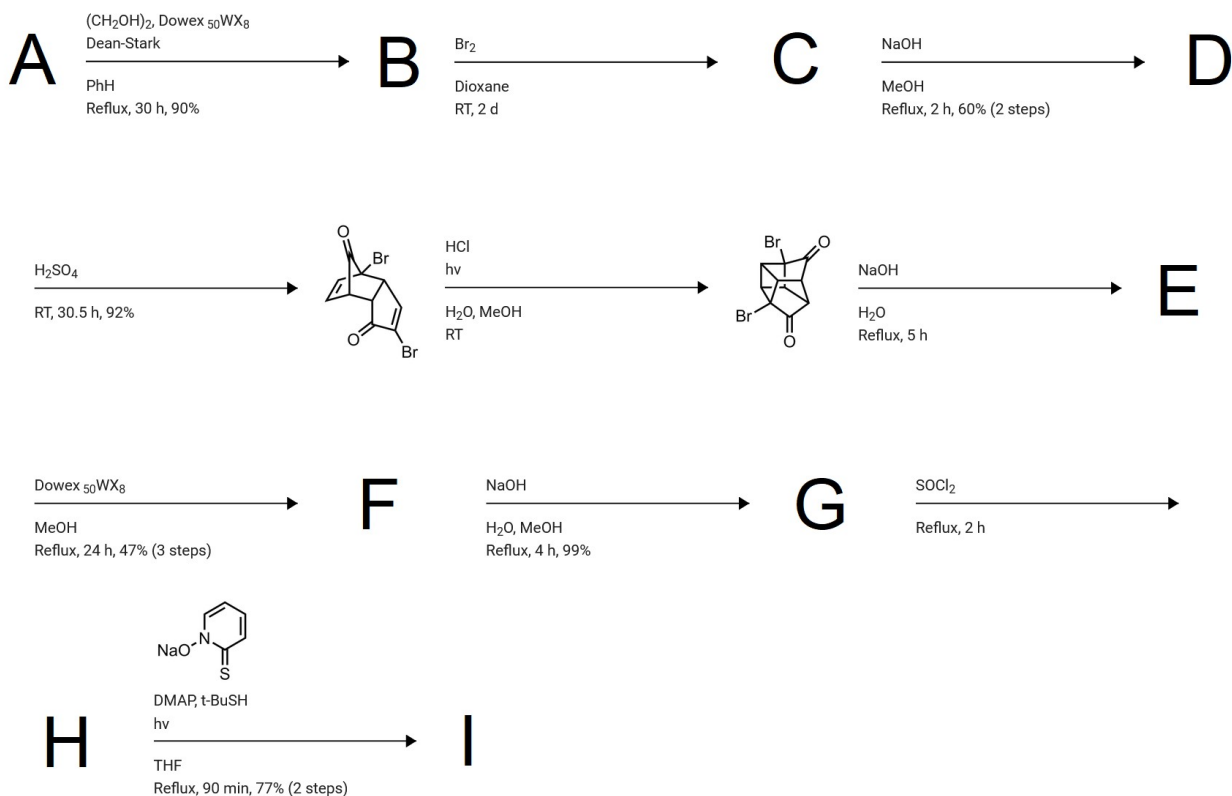 A
(CH2OH)2, Dowex 50WX8
Dean-Stark
PhH
Reflux, 30 h, 90%
B
Br2
Dioxane
RT, 2 d
C
NaOH
MeOH
Reflux, 2 h, 60% (2 steps)
D
H2SO4
RT, 30.5 h, 92%
O
Br
O
Br
HCl
hv
H2O, MeOH
RT
Br
O
Br
O
NaOH
H2O
Reflux, 5 h
E
Dowex 50WX8
MeOH
Reflux, 24 h, 47% (3 steps)
F
NaOH
H2O, MeOH
Reflux, 4 h, 99%
G
SOCl2
Reflux, 2 h
H
NaO
N
S
DMAP, t-BuSH
hv
THF
Reflux, 90 min, 77% (2 steps)
I